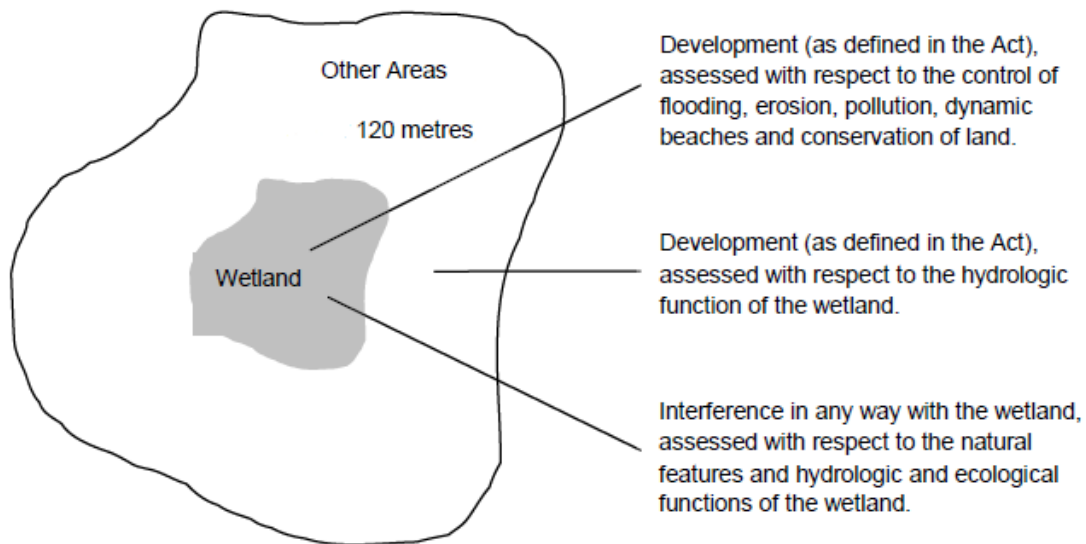 Other Areas
120 metres
Wetland
Development (as defined in the Act),
assessed with respect to the control of
flooding, erosion, pollution, dynamic
beaches and conservation of land.
Development (as defined in the Act),
assessed with respect to the hydrologic
function of the wetland.
Interference in any way with the wetland,
assessed with respect to the natural
features and hydrologic and ecological
functions of the wetland.